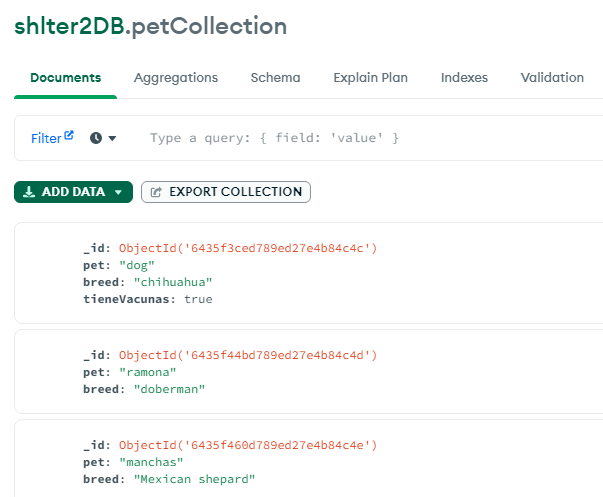 shlter2DB.petCollection
Documents Aggregations Schema Explain Plan Indexes Validation
Filter Type a query: { field: 'value' }
ADD DATA EXPORT COLLECTION
_id: ObjectId('6435f3ced789ed27e4b84c4c')
pet: "dog"
breed: "chihuahua"
tieneVacunas: true
_id: ObjectId('6435f44bd789ed27e4b84c4d')
pet: "ramona"
breed: "doberman"
_id: ObjectId('6435f460d789ed27e4b84c4e')
pet: "manchas"
breed: "Mexican shepard"